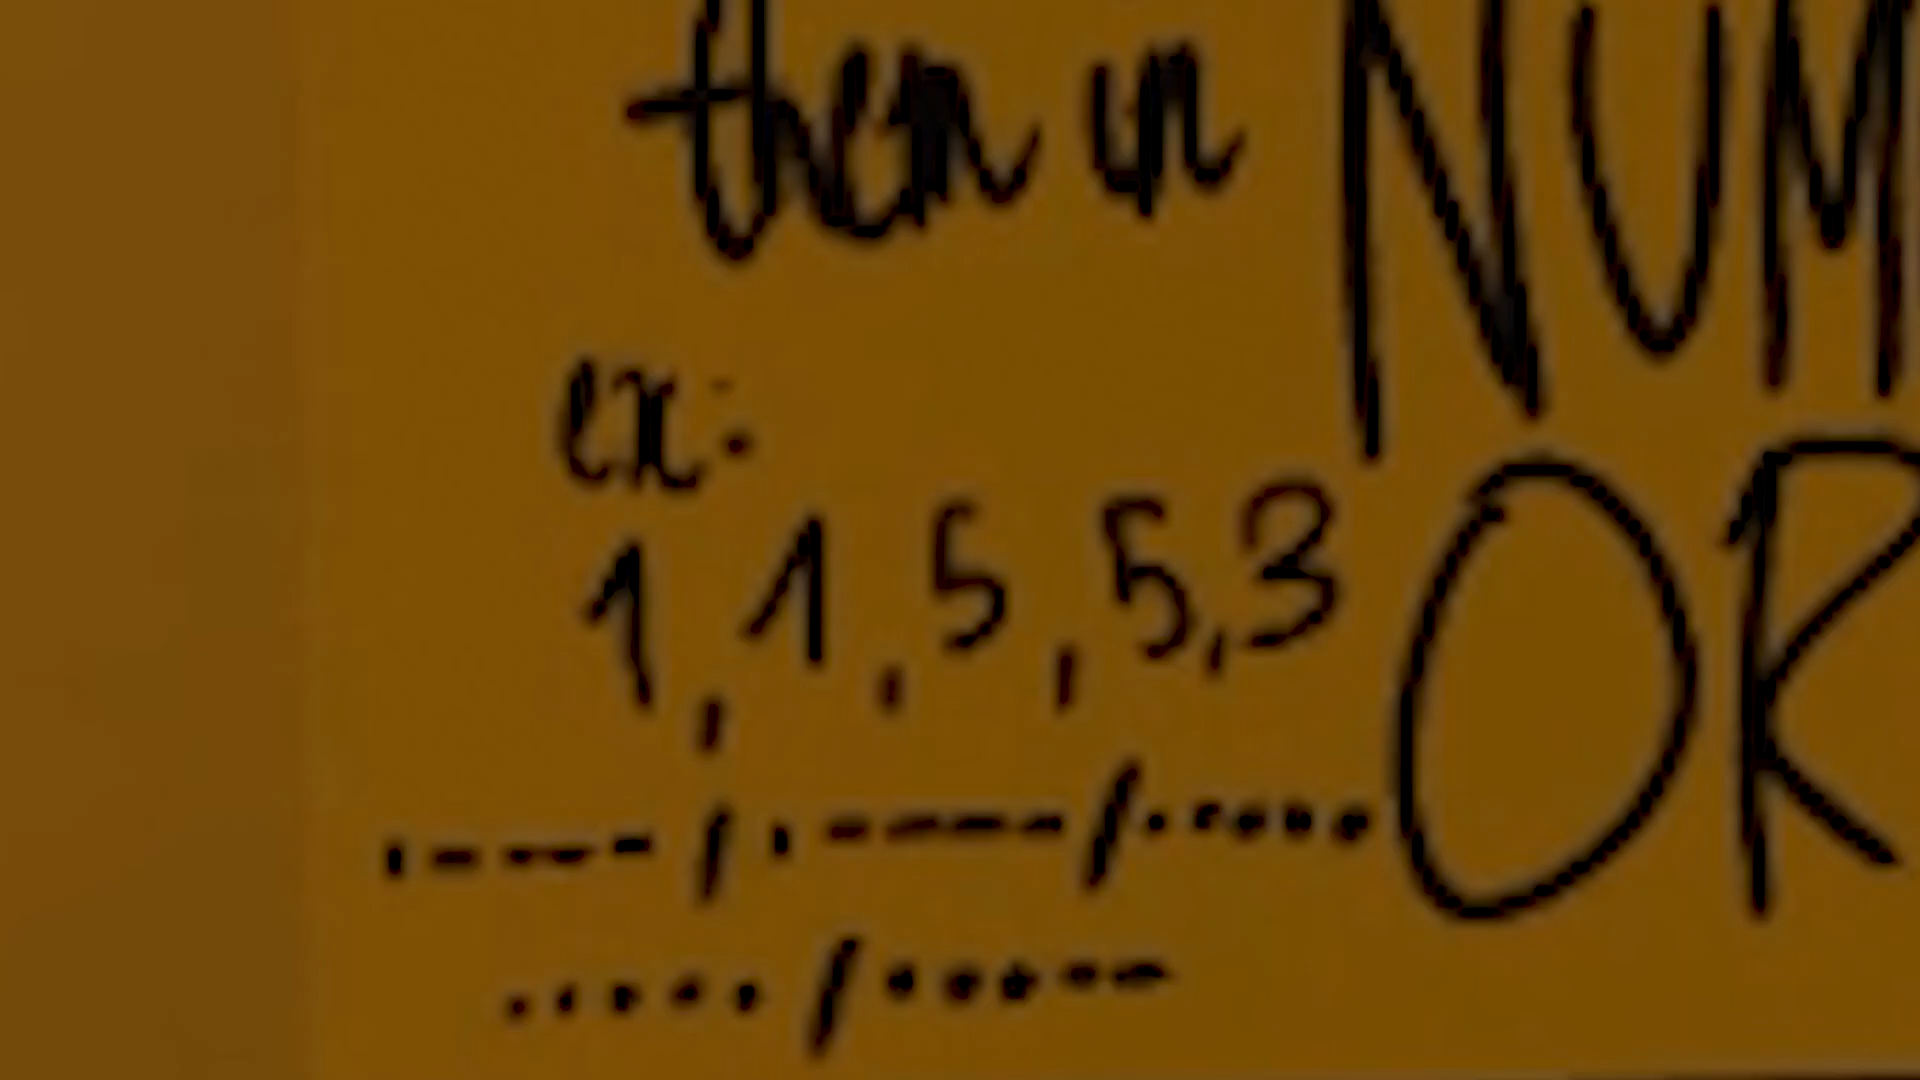 then in NUM
ex:
1, 1, 5, 5, 3
OR
.----/.----/.....
...../...--